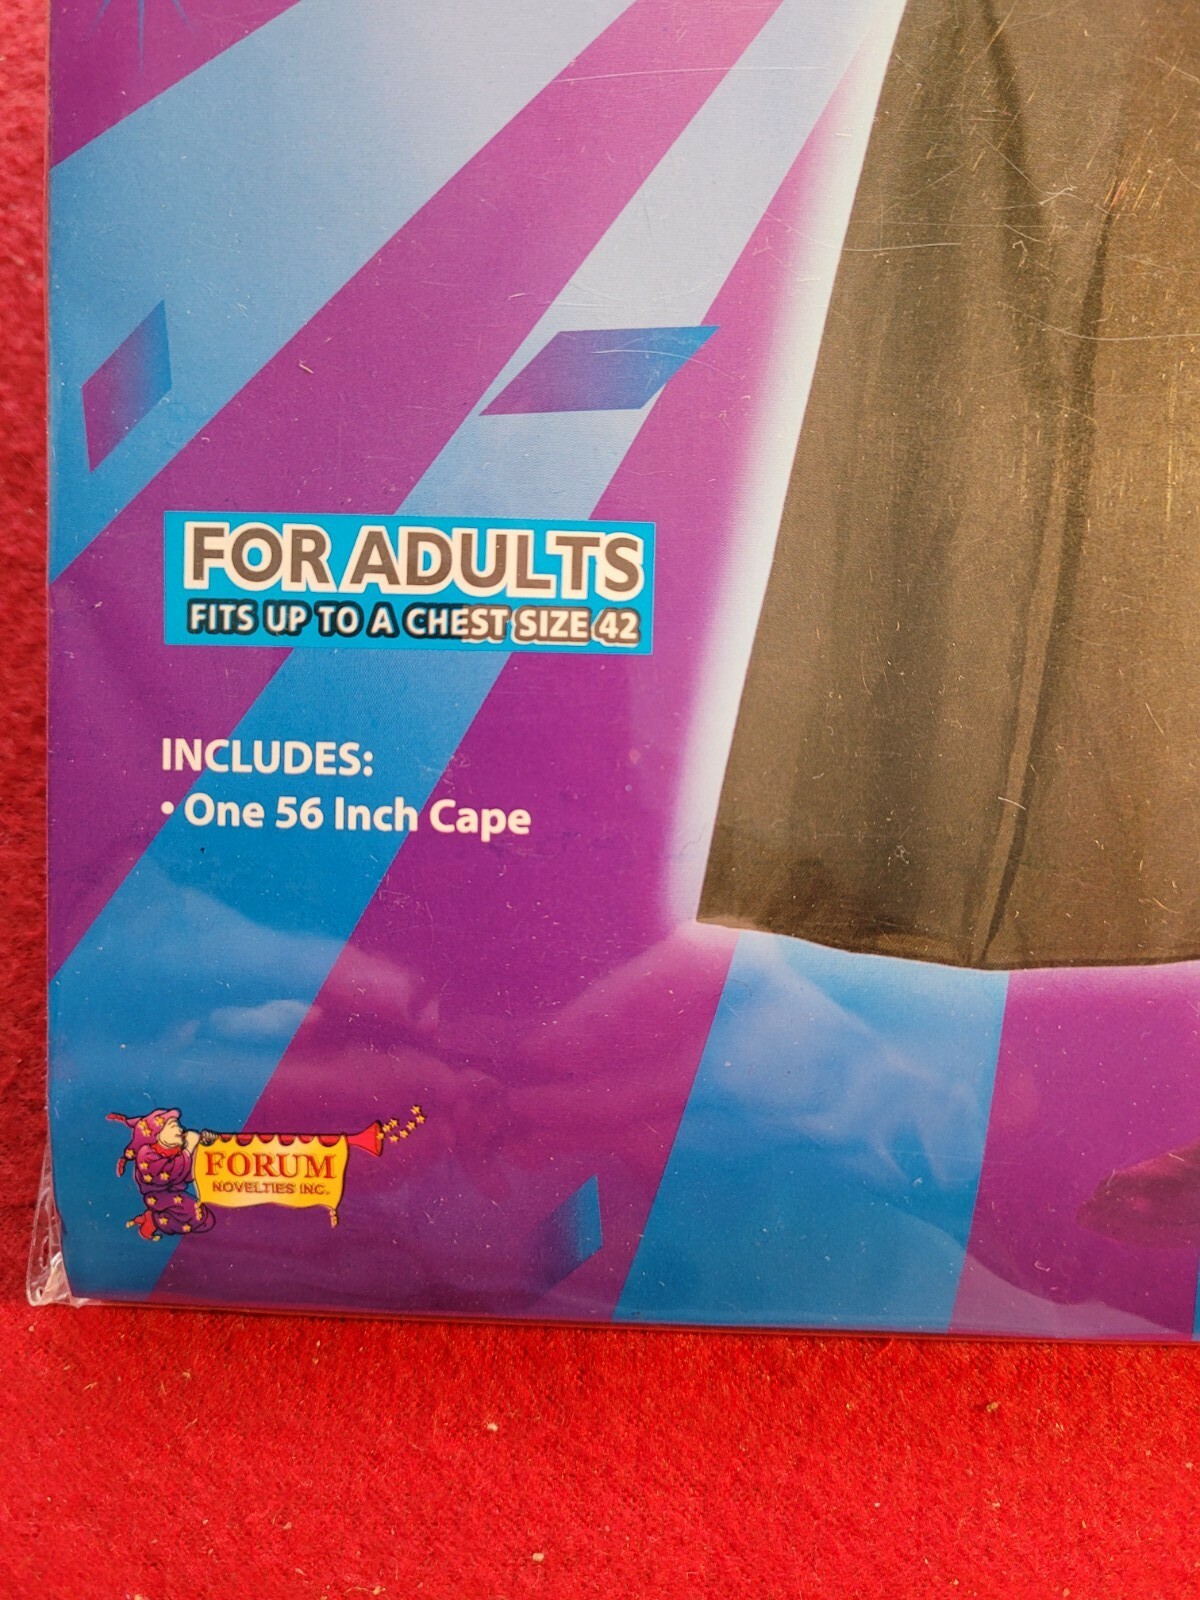 FOR ADULTS
FITS UP TO A CHEST SIZE 42
INCLUDES:
• One 56 Inch Cape
FORUM
NOVELTIES INC.